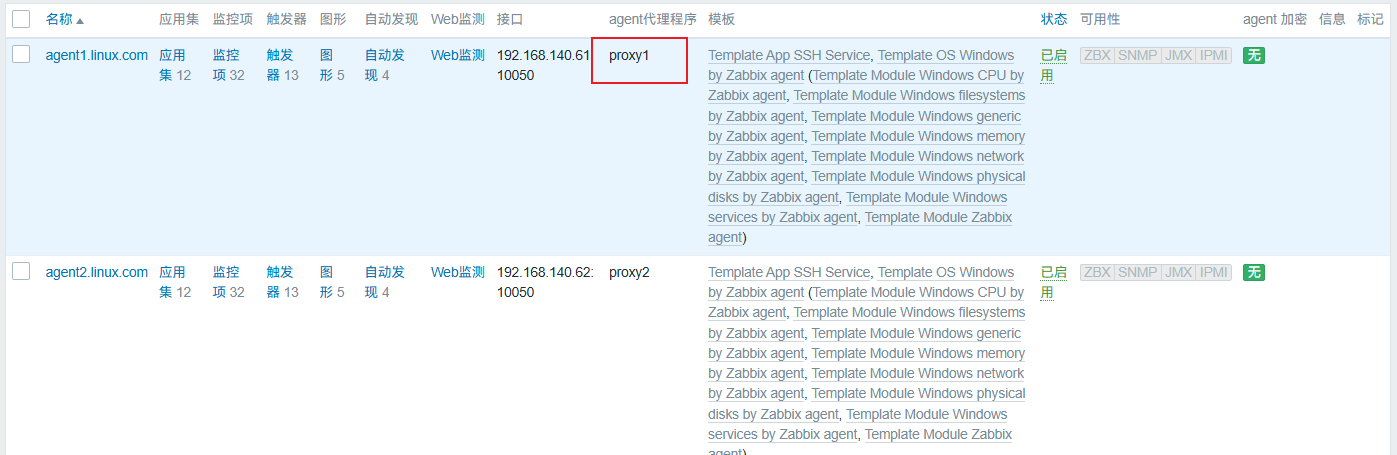 名称 应用集 监控项 触发器 图形 自动发现 Web监测 接口 agent代理程序 模板 状态 可用性 agent 加密 信息 标记
agent1.linux.com 应用 监控 触发 图 自动发 Web监测 192.168.140.61: proxy1 Template App SSH Service, Template OS Windows 已启 ZBX SNMP JMX IPMI 无
集 12 项 32 器 13 形 5 现 4 10050 by Zabbix agent (Template Module Windows CPU by 用
Zabbix agent, Template Module Windows filesystems
by Zabbix agent, Template Module Windows generic
by Zabbix agent, Template Module Windows memory
by Zabbix agent, Template Module Windows network
by Zabbix agent, Template Module Windows physical
disks by Zabbix agent, Template Module Windows
services by Zabbix agent, Template Module Zabbix
agent)
agent2.linux.com 应用 监控 触发 图 自动发 Web监测 192.168.140.62: proxy2 Template App SSH Service, Template OS Windows 已启 ZBX SNMP JMX IPMI 无
集 12 项 32 器 13 形 5 现 4 10050 by Zabbix agent (Template Module Windows CPU by 用
Zabbix agent, Template Module Windows filesystems
by Zabbix agent, Template Module Windows generic
by Zabbix agent, Template Module Windows memory
by Zabbix agent, Template Module Windows network
by Zabbix agent, Template Module Windows physical
disks by Zabbix agent, Template Module Windows
services by Zabbix agent, Template Module Zabbix
agent)